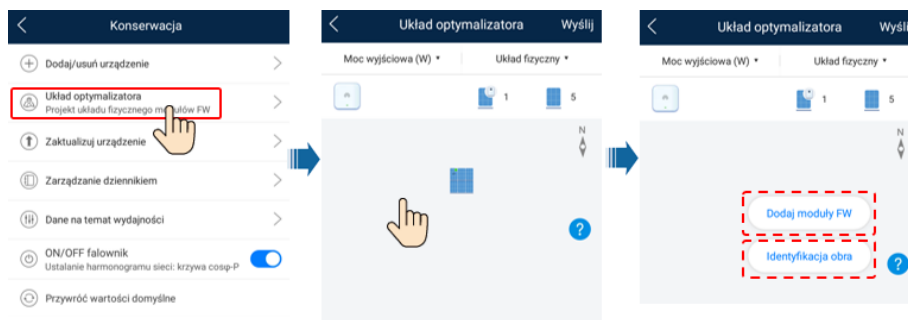 Konserwacja
Dodaj/usuń urządzenie
Układ optymalizatora
Projekt układu fizycznego modułów FW
Zaktualizuj urządzenie
Zarządzanie dziennikiem
Dane na temat wydajności
ON/OFF falownik
Ustalanie harmonogramu sieci: krzywa cosφ-P
Przywróć wartości domyślne
Układ optymalizatora Wyślij
Moc wyjściowa (W) Układ fizyczny
1 5
N
?
Układ optymalizatora Wyśli
Moc wyjściowa (W) Układ fizyczny
1 5
N
Dodaj moduły FW
Identyfikacja obra
?